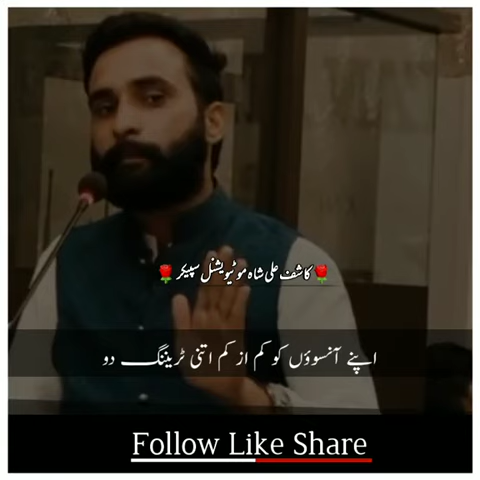 🌹کاشف علی شاہ موٹیویشنل سپیکر🌹
اپنے آنسوؤں کو کم از کم اتنی ٹریننگ دو
Follow Like Share